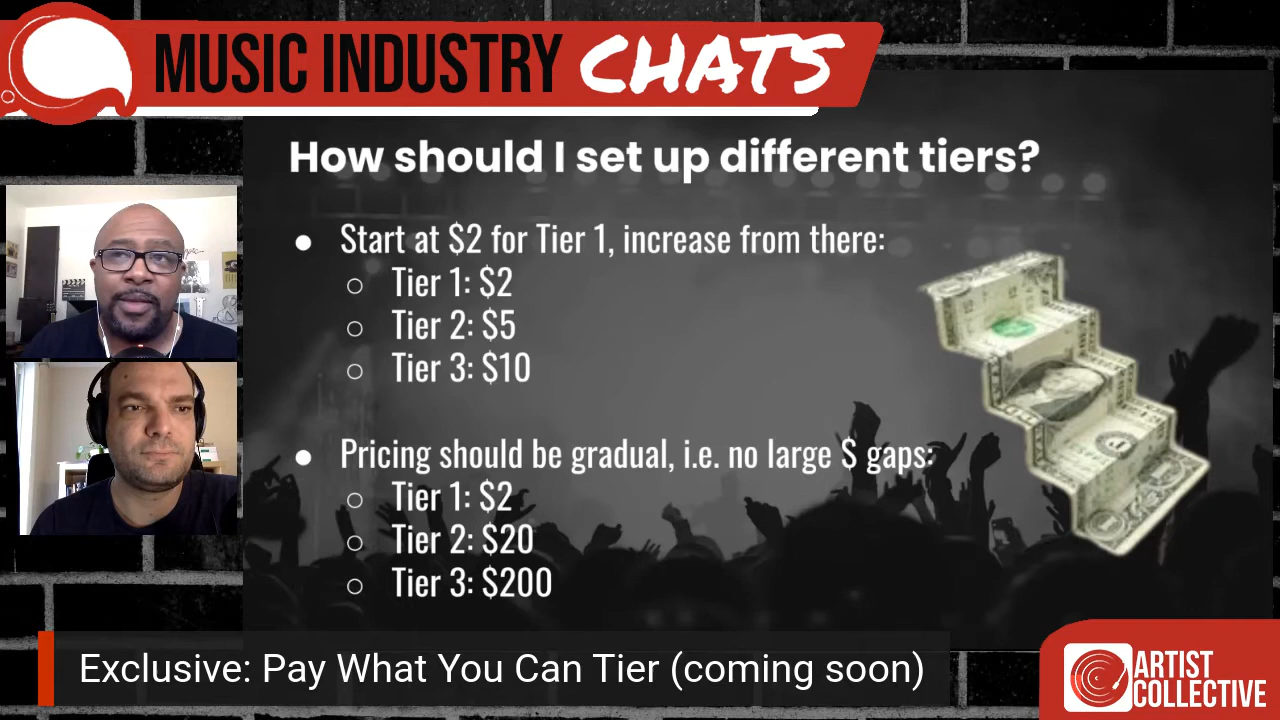 MUSIC INDUSTRY CHATS
How should I set up different tiers?
● Start at $2 for Tier 1, increase from there:
○ Tier 1: $2
○ Tier 2: $5
○ Tier 3: $10
● Pricing should be gradual, i.e. no large $ gaps:
○ Tier 1: $2
○ Tier 2: $20
○ Tier 3: $200
Exclusive: Pay What You Can Tier (coming soon)
ARTIST
COLLECTIVE